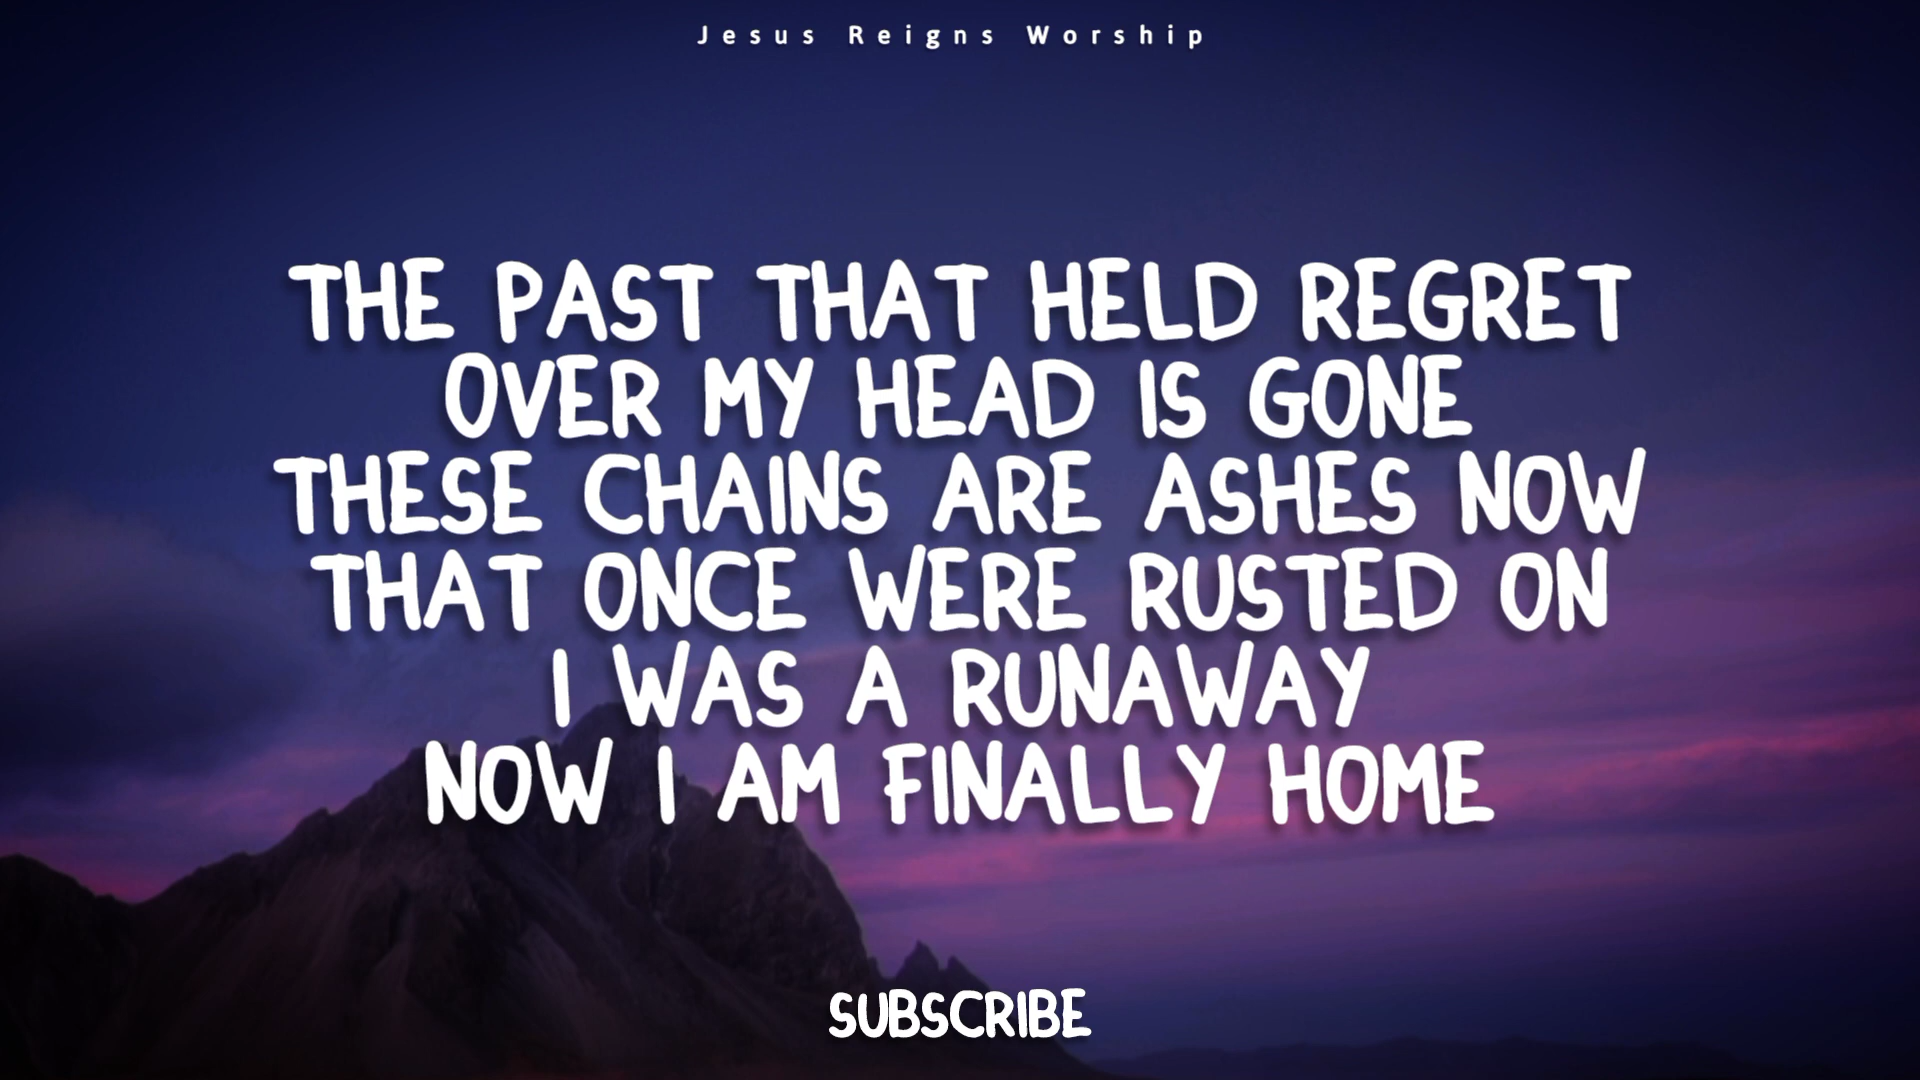 Jesus Reigns Worship
THE PAST THAT HELD REGRET
OVER MY HEAD IS GONE
THESE CHAINS ARE ASHES NOW
THAT ONCE WERE RUSTED ON
I WAS A RUNAWAY
NOW I AM FINALLY HOME
SUBSCRIBE